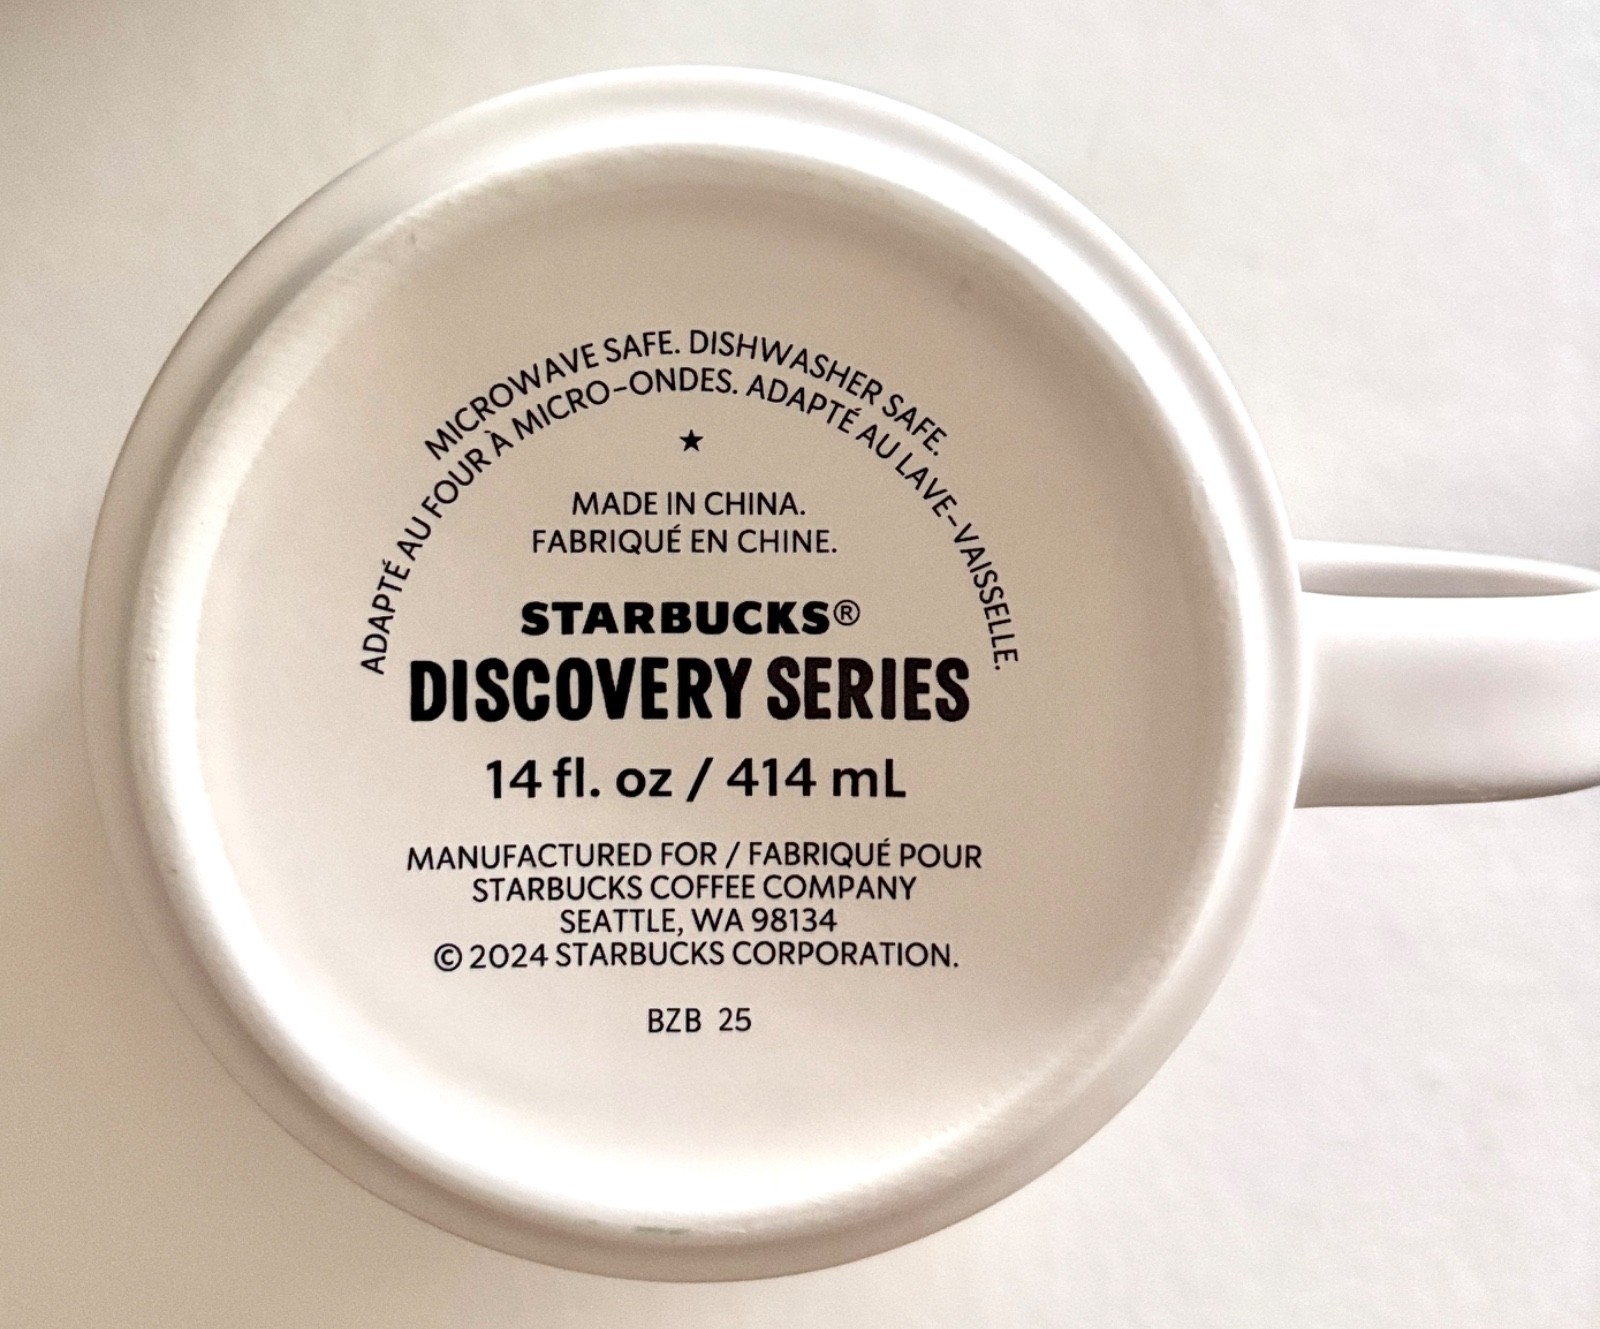 MICROWAVE SAFE. DISHWASHER SAFE.
ADAPTÉ AU FOUR À MICRO-ONDES. ADAPTÉ AU LAVE-VAISSELLE.
MADE IN CHINA.
FABRIQUÉ EN CHINE.
STARBUCKS®
DISCOVERY SERIES
14 fl. oz / 414 mL
MANUFACTURED FOR / FABRIQUÉ POUR
STARBUCKS COFFEE COMPANY
SEATTLE, WA 98134
© 2024 STARBUCKS CORPORATION.
BZB 25